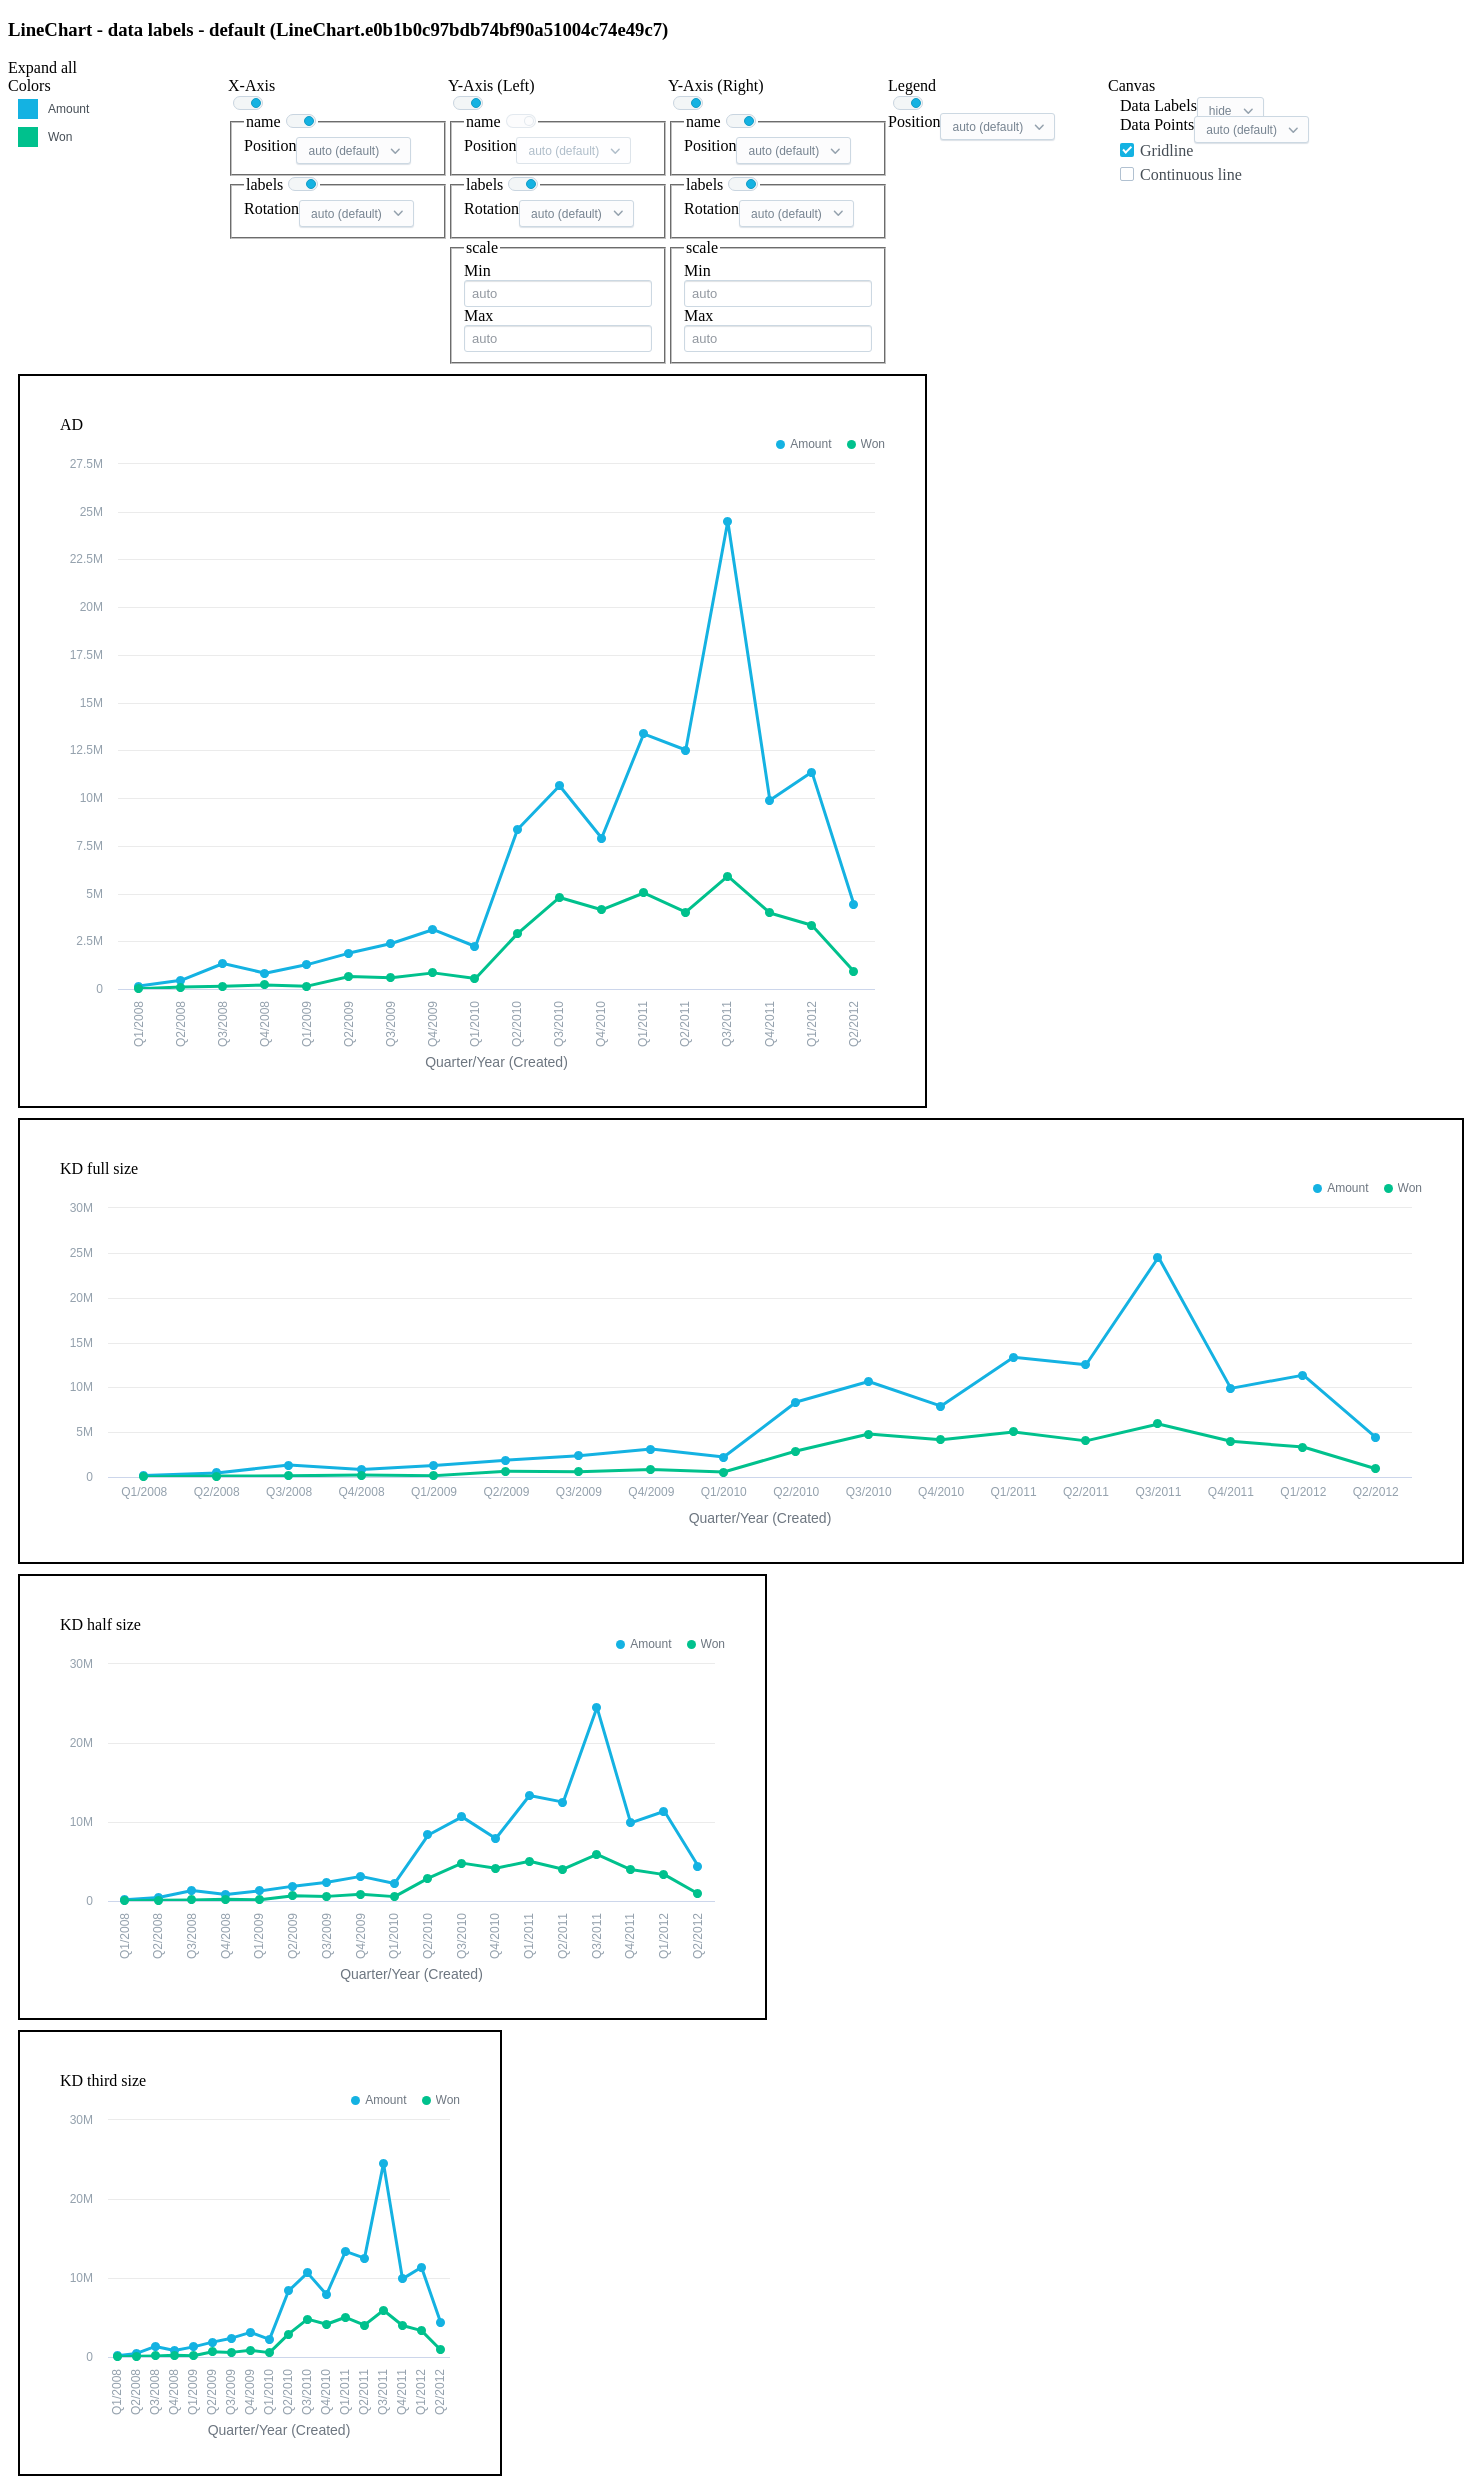 LineChart - data labels - default (LineChart.e0b1b0c97bdb74bf90a51004c74e49c7)
Expand all
Colors
Amount
Won
X-Axis
name
Position auto (default)
labels
Rotation auto (default)
Y-Axis (Left)
name
Position auto (default)
labels
Rotation auto (default)
scale
Min
auto
Max
auto
Y-Axis (Right)
name
Position auto (default)
labels
Rotation auto (default)
scale
Min
auto
Max
auto
Legend
Position auto (default)
Canvas
Data Labels hide
Data Points auto (default)
Gridline
Continuous line
AD
Amount Won
27.5M
25M
22.5M
20M
17.5M
15M
12.5M
10M
7.5M
5M
2.5M
0
Q1/2008 Q2/2008 Q3/2008 Q4/2008 Q1/2009 Q2/2009 Q3/2009 Q4/2009 Q1/2010 Q2/2010 Q3/2010 Q4/2010 Q1/2011 Q2/2011 Q3/2011 Q4/2011 Q1/2012 Q2/2012
Quarter/Year (Created)
KD full size
Amount Won
30M
25M
20M
15M
10M
5M
0
Q1/2008 Q2/2008 Q3/2008 Q4/2008 Q1/2009 Q2/2009 Q3/2009 Q4/2009 Q1/2010 Q2/2010 Q3/2010 Q4/2010 Q1/2011 Q2/2011 Q3/2011 Q4/2011 Q1/2012 Q2/2012
Quarter/Year (Created)
KD half size
Amount Won
30M
20M
10M
0
Q1/2008 Q2/2008 Q3/2008 Q4/2008 Q1/2009 Q2/2009 Q3/2009 Q4/2009 Q1/2010 Q2/2010 Q3/2010 Q4/2010 Q1/2011 Q2/2011 Q3/2011 Q4/2011 Q1/2012 Q2/2012
Quarter/Year (Created)
KD third size
Amount Won
30M
20M
10M
0
Q1/2008 Q2/2008 Q3/2008 Q4/2008 Q1/2009 Q2/2009 Q3/2009 Q4/2009 Q1/2010 Q2/2010 Q3/2010 Q4/2010 Q1/2011 Q2/2011 Q3/2011 Q4/2011 Q1/2012 Q2/2012
Quarter/Year (Created)